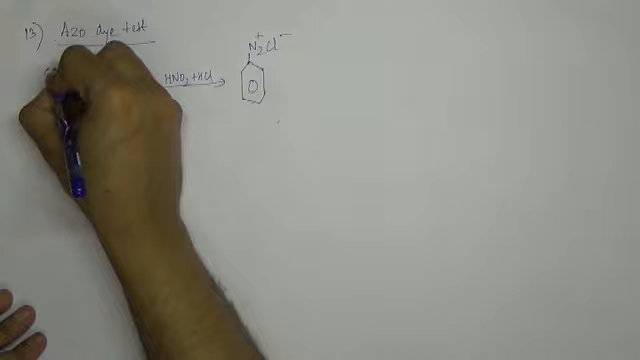 13) Azo dye test
N₂⁺Cl⁻
HNO₂+HCl